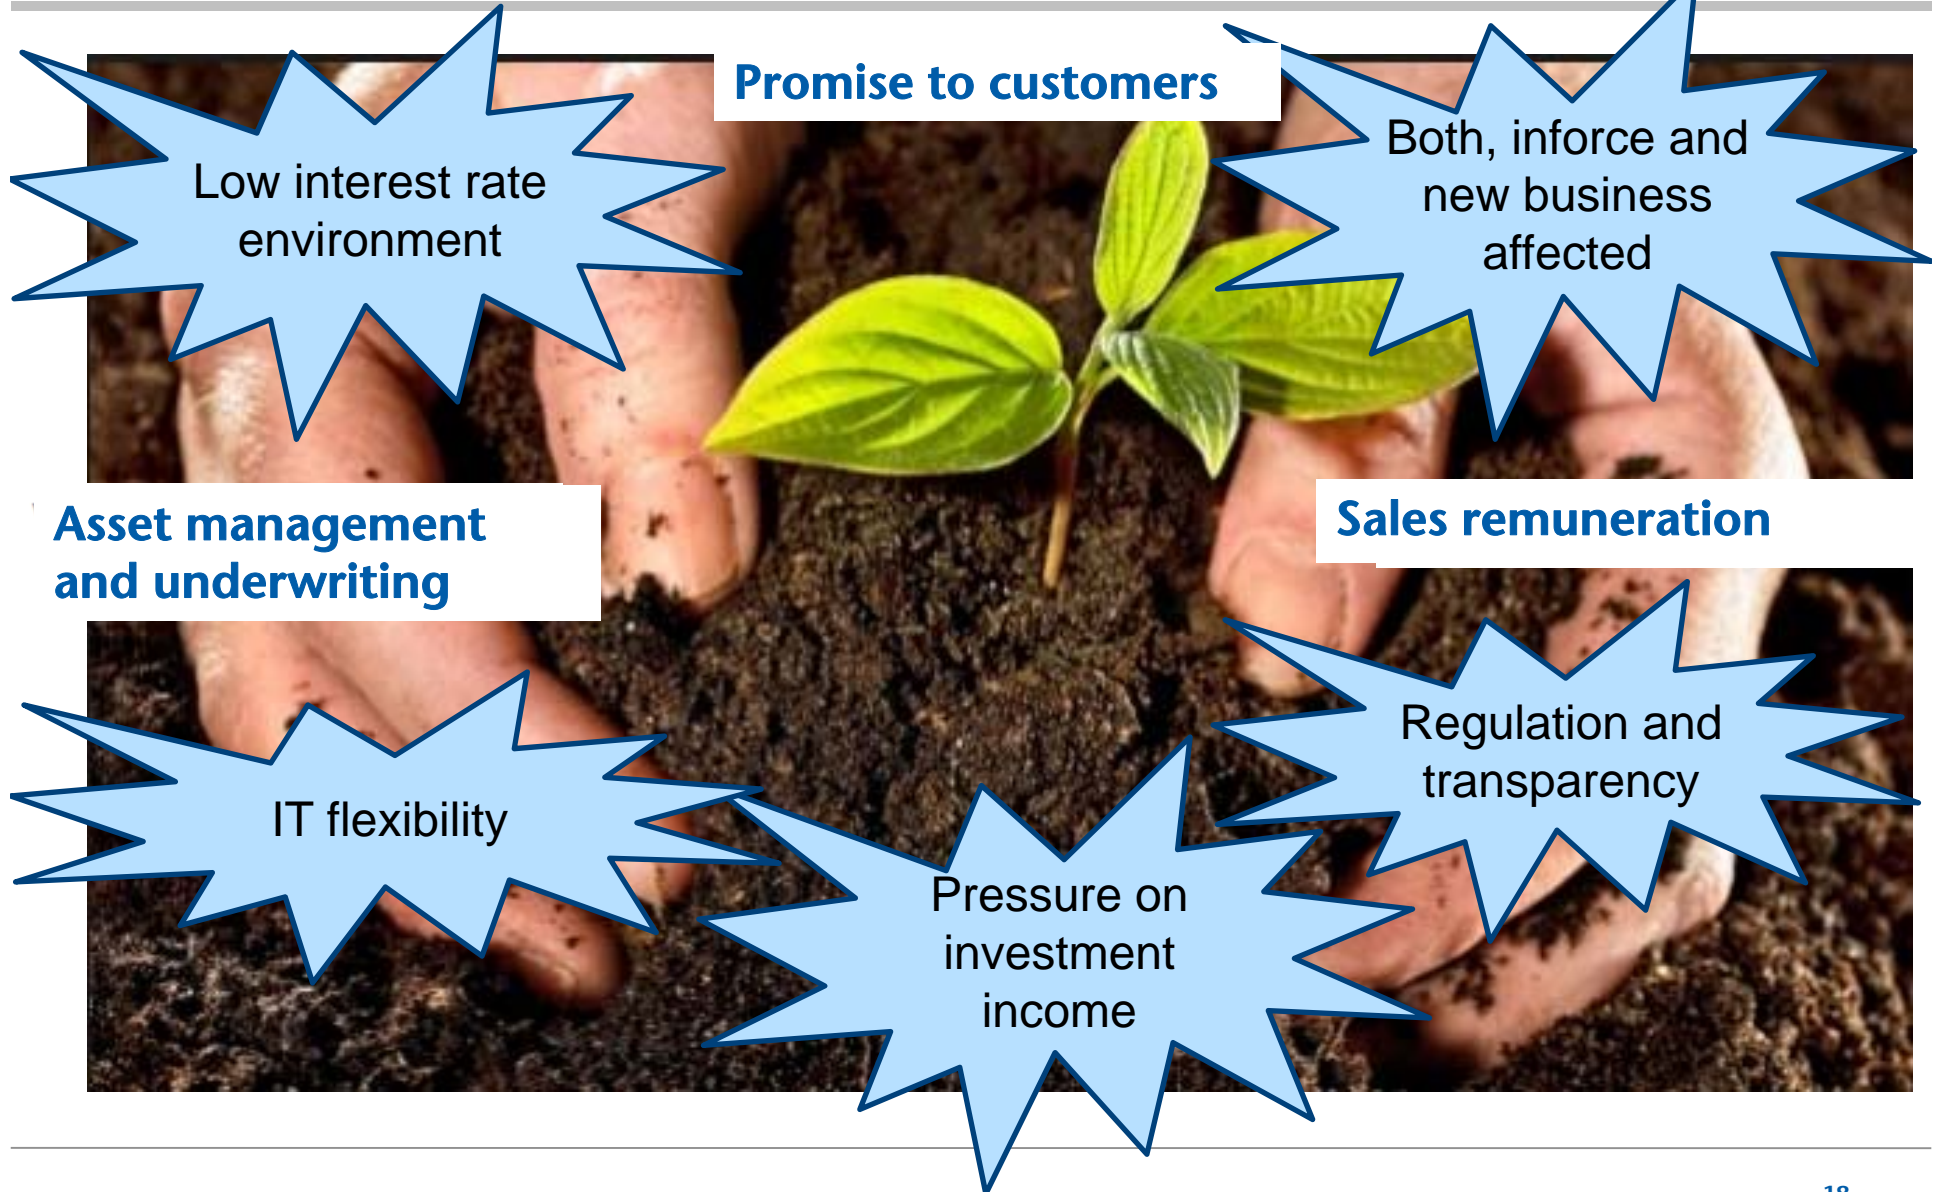 Promise to customers
Low interest rate
environment
Both, inforce and
new business
affected
Asset management
and underwriting
Sales remuneration
IT flexibility
Regulation and
transparency
Pressure on
investment
income
18